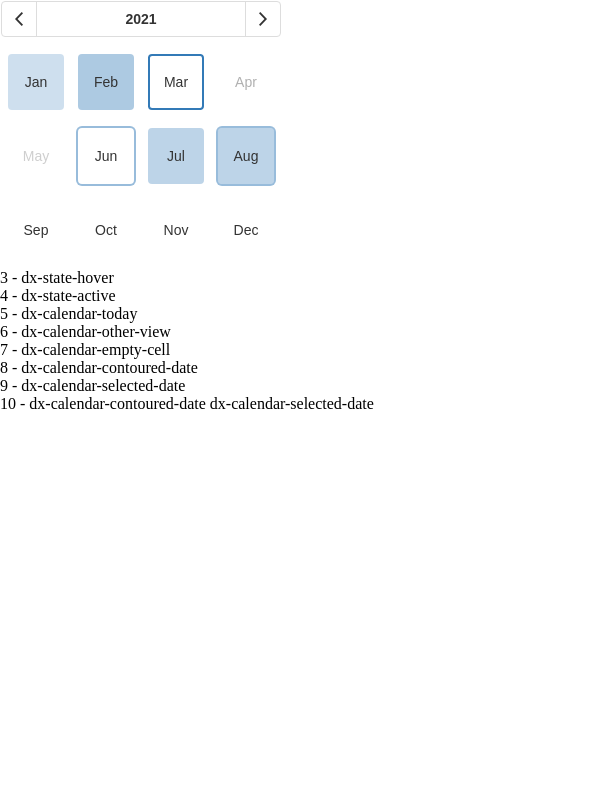 2021
Jan Feb Mar Apr
May Jun Jul Aug
Sep Oct Nov Dec
3 - dx-state-hover
4 - dx-state-active
5 - dx-calendar-today
6 - dx-calendar-other-view
7 - dx-calendar-empty-cell
8 - dx-calendar-contoured-date
9 - dx-calendar-selected-date
10 - dx-calendar-contoured-date dx-calendar-selected-date